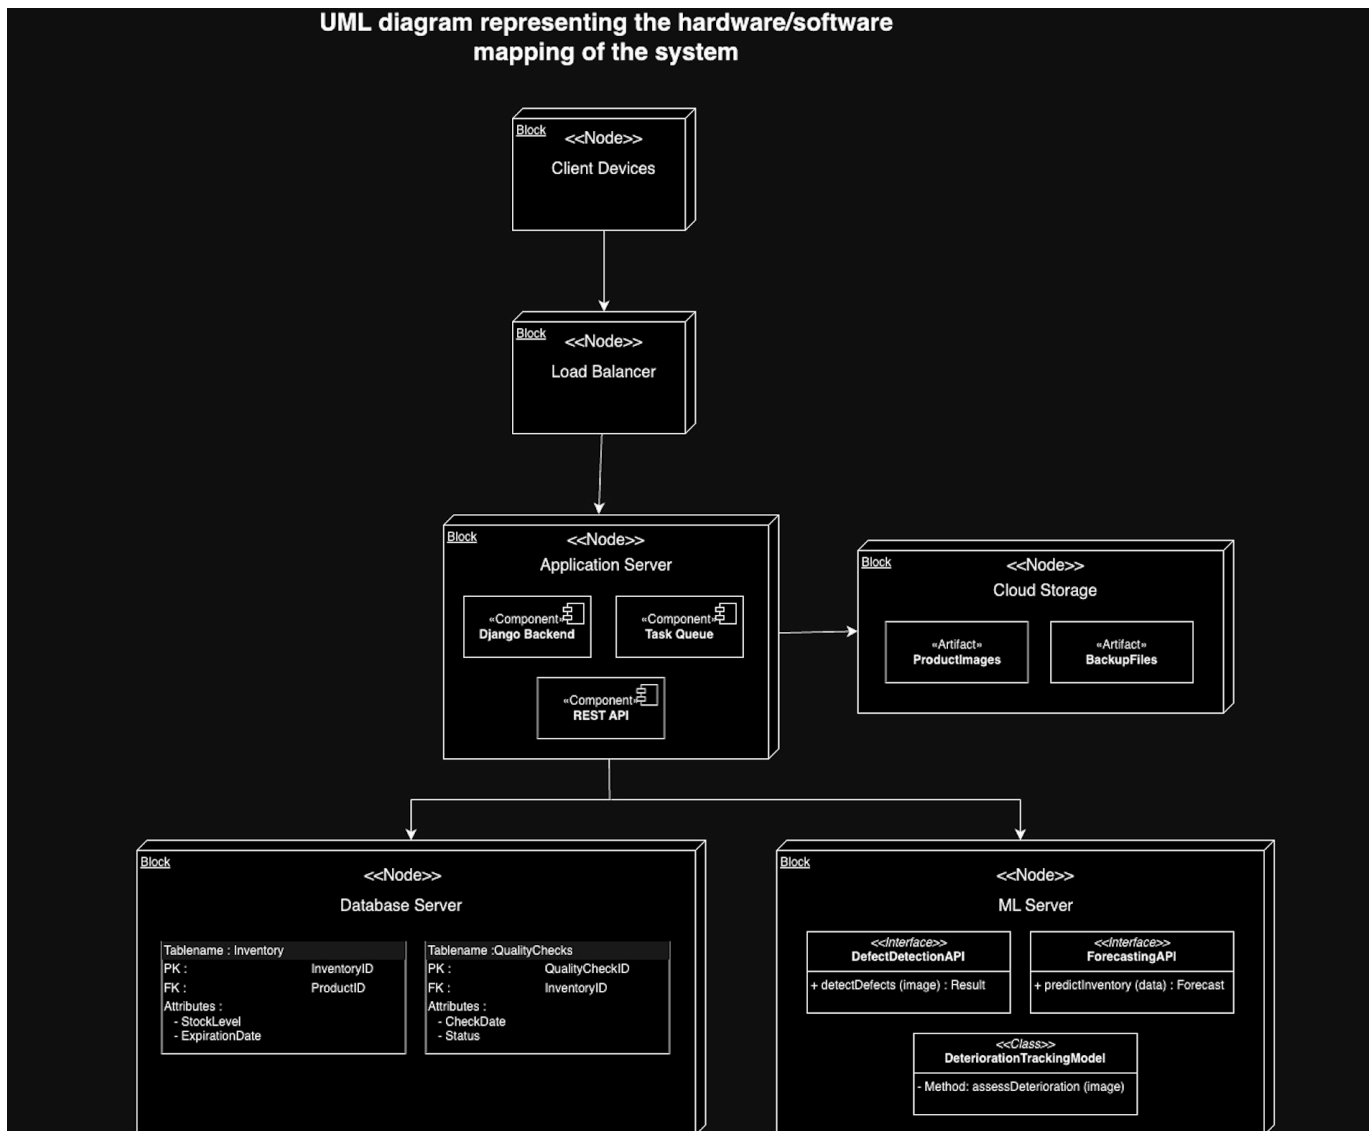 UML diagram representing the hardware/software
mapping of the system
Block
<<Node>>
Client Devices
Block
<<Node>>
Load Balancer
Block
<<Node>>
Application Server
«Component»
Django Backend
«Component»
Task Queue
«Component»
REST API
Block
<<Node>>
Cloud Storage
«Artifact»
ProductImages
«Artifact»
BackupFiles
Block
<<Node>>
Database Server
Tablename : Inventory
PK : InventoryID
FK : ProductID
Attributes :
- StockLevel
- ExpirationDate
Tablename :QualityChecks
PK : QualityCheckID
FK : InventoryID
Attributes :
- CheckDate
- Status
Block
<<Node>>
ML Server
<<Interface>>
DefectDetectionAPI
+ detectDefects (image) : Result
<<Interface>>
ForecastingAPI
+ predictInventory (data) : Forecast
<<Class>>
DeteriorationTrackingModel
- Method: assessDeterioration (image)